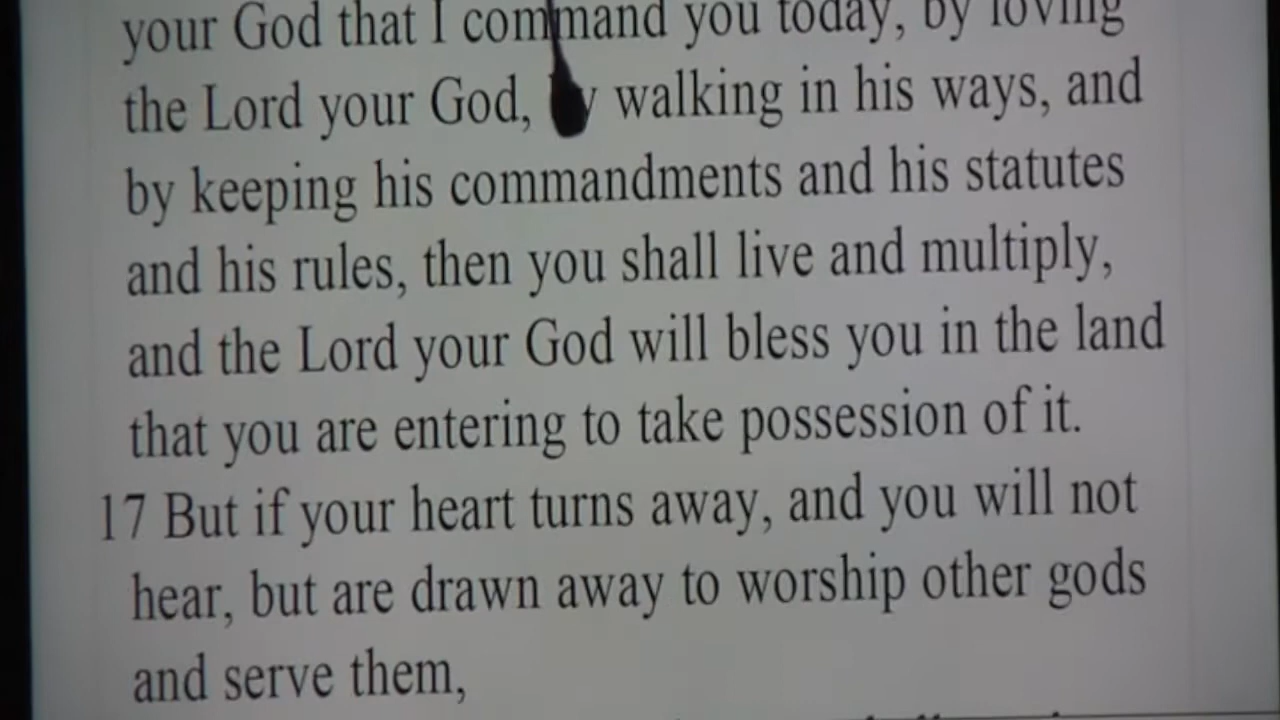 your God that I command you today, by loving
the Lord your God, by walking in his ways, and
by keeping his commandments and his statutes
and his rules, then you shall live and multiply,
and the Lord your God will bless you in the land
that you are entering to take possession of it.
17 But if your heart turns away, and you will not
hear, but are drawn away to worship other gods
and serve them,